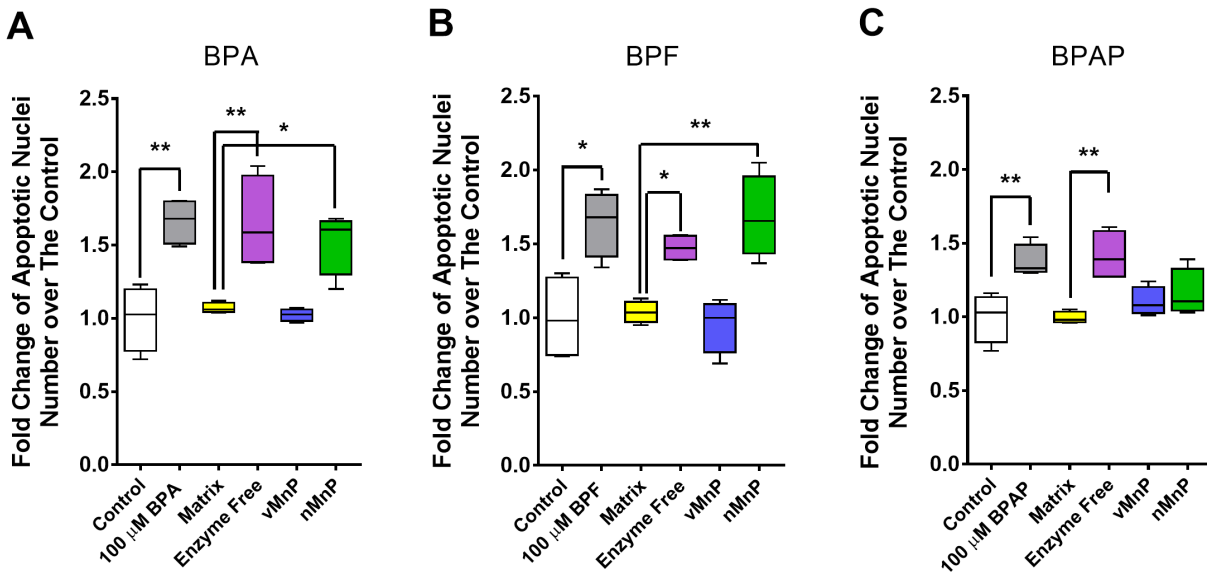 A
BPA
Fold Change of Apoptotic Nuclei
Number over The Control
2.5
2.0
1.5
1.0
0.5
0.0
**
**
*
Control
100 μM BPA
Matrix
Enzyme Free
vMnP
nMnP
B
BPF
Fold Change of Apoptotic Nuclei
Number over The Control
2.5
2.0
1.5
1.0
0.5
0.0
*
**
*
Control
100 μM BPF
Matrix
Enzyme Free
vMnP
nMnP
C
BPAP
Fold Change of Apoptotic Nuclei
Number over The Control
2.5
2.0
1.5
1.0
0.5
0.0
**
**
Control
100 μM BPAP
Matrix
Enzyme Free
vMnP
nMnP